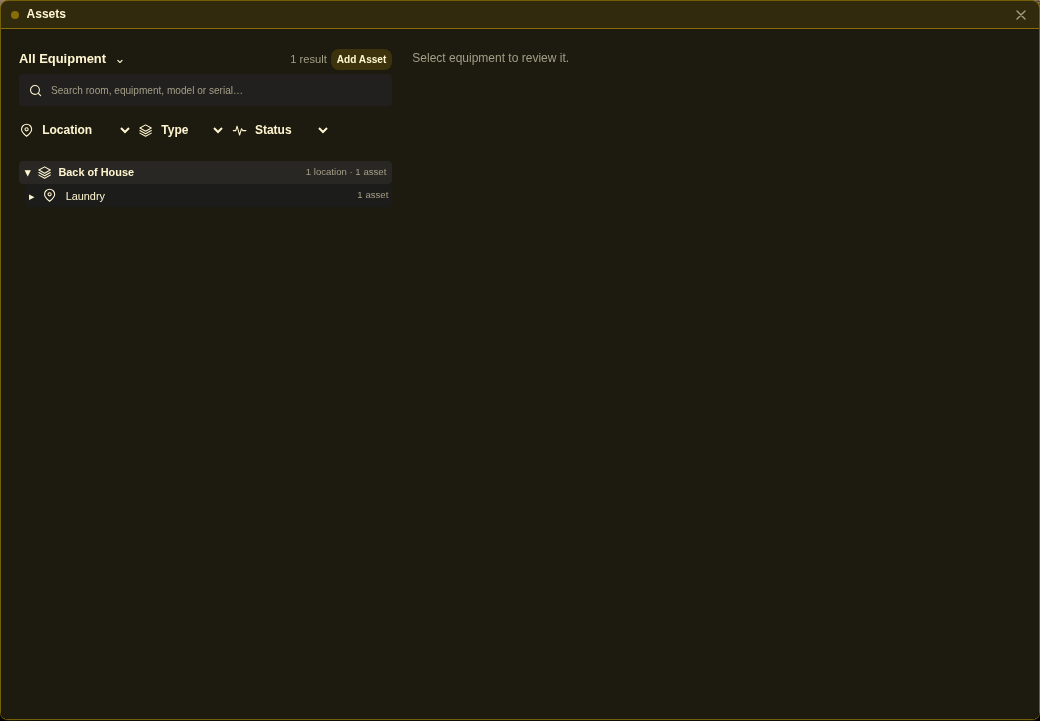 Assets
All Equipment
1 result
Add Asset
Select equipment to review it.
Search room, equipment, model or serial…
Location
Type
Status
Back of House
1 location · 1 asset
Laundry
1 asset